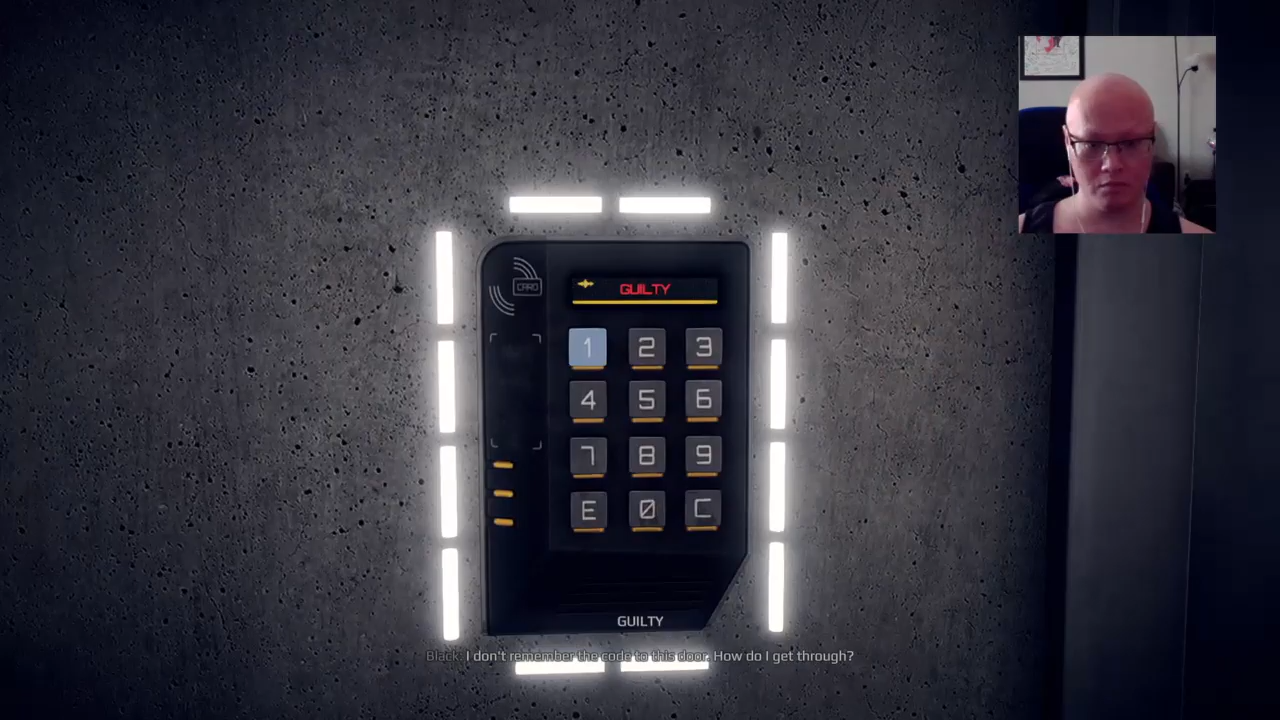 CARD
GUILTY
1 2 3
4 5 6
7 8 9
E 0 C
GUILTY
Black: I don't remember the code to this door. How do I get through?